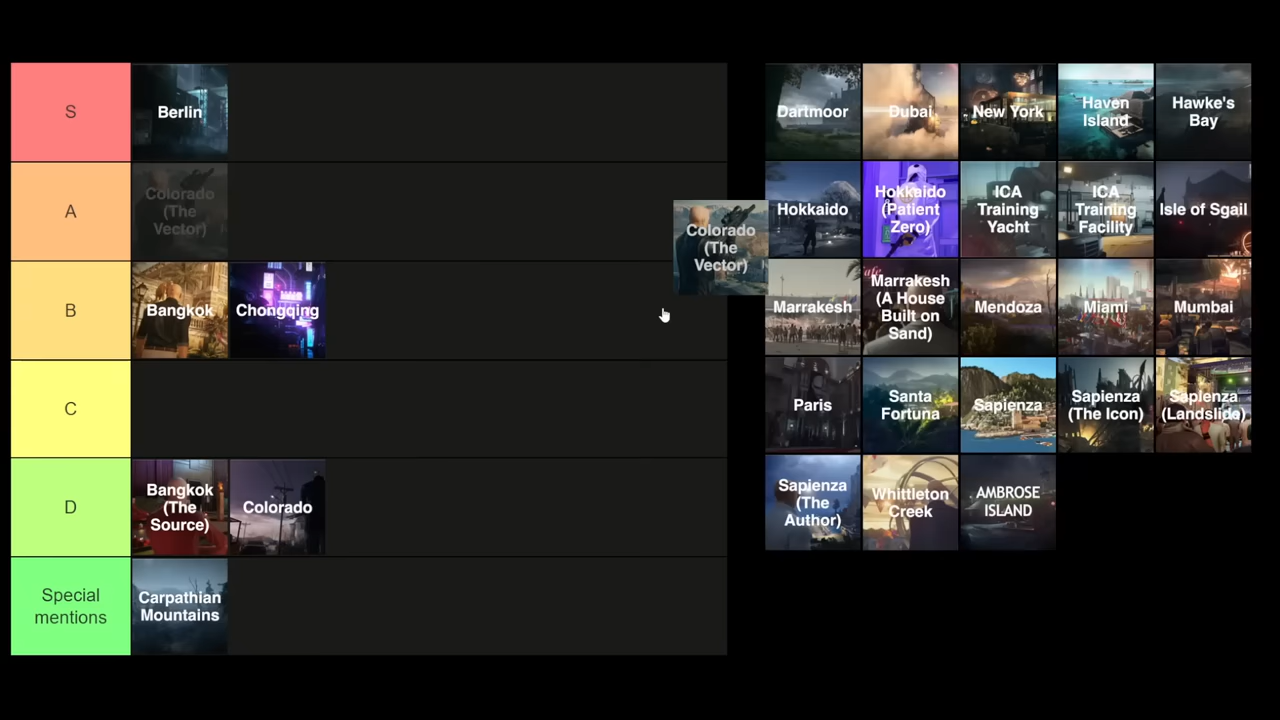 S
Berlin
A
Colorado
(The
Vector)
B
Bangkok
Chongqing
C
D
Bangkok
(The
Source)
Colorado
Special
mentions
Carpathian
Mountains
Colorado
(The
Vector)
Dartmoor
Dubai
New York
Haven
Island
Hawke's
Bay
Hokkaido
Hokkaido
(Patient
Zero)
ICA
Training
Yacht
ICA
Training
Facility
Isle of Sgail
Marrakesh
Marrakesh
(A House
Built on
Sand)
Mendoza
Miami
Mumbai
Paris
Santa
Fortuna
Sapienza
Sapienza
(The Icon)
Sapienza
(Landslide)
Sapienza
(The
Author)
Whittleton
Creek
AMBROSE
ISLAND